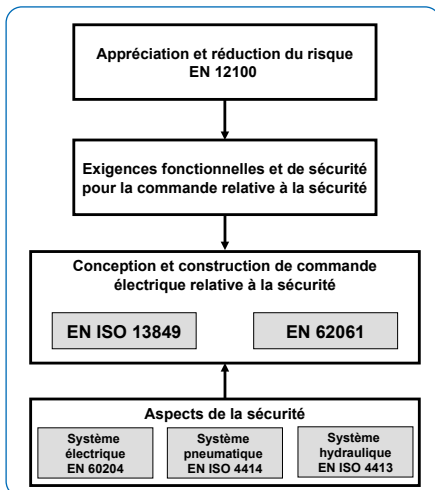 Appréciation et réduction du risque
EN 12100
Exigences fonctionnelles et de sécurité
pour la commande relative à la sécurité
Conception et construction de commande
électrique relative à la sécurité
EN ISO 13849
EN 62061
Aspects de la sécurité
Système
électrique
EN 60204
Système
pneumatique
EN ISO 4414
Système
hydraulique
EN ISO 4413